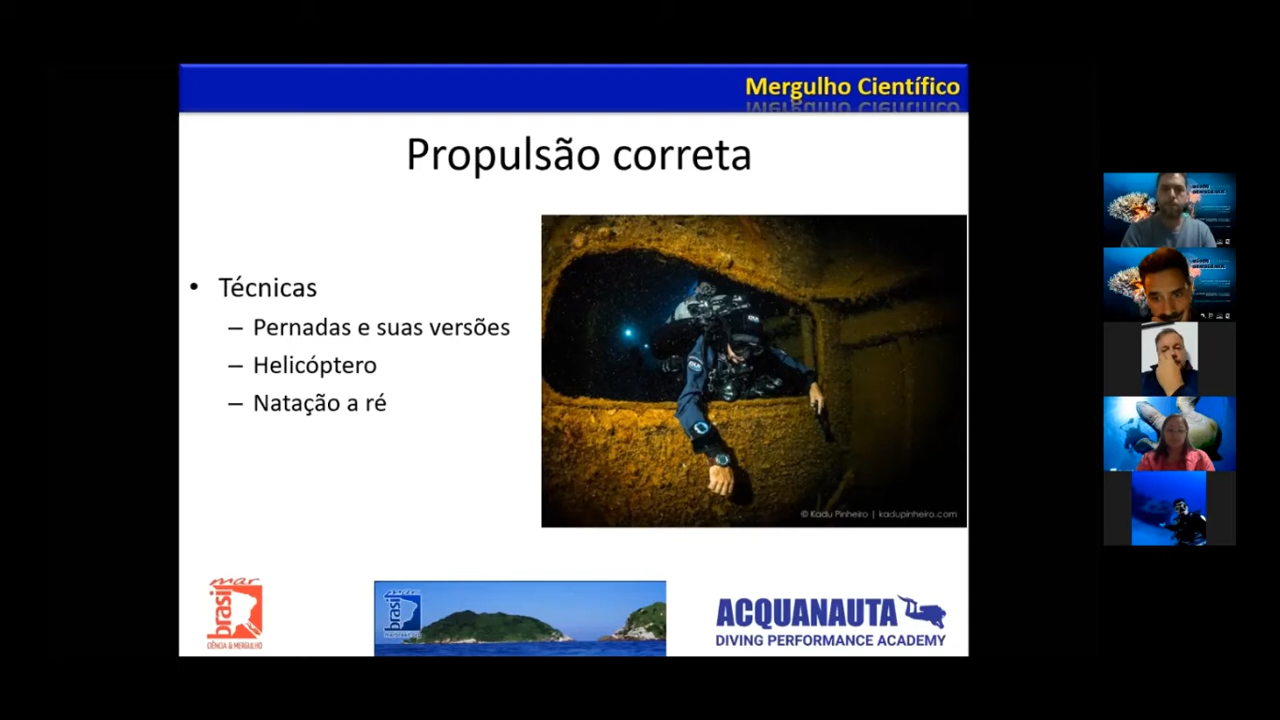 Mergulho Científico
Propulsão correta
• Técnicas
– Pernadas e suas versões
– Helicóptero
– Natação a ré
© Kadu Pinheiro | kadupinheiro.com
mar
brasil
CIÊNCIA & MERGULHO
brasil
ACQUANAUTA
DIVING PERFORMANCE ACADEMY